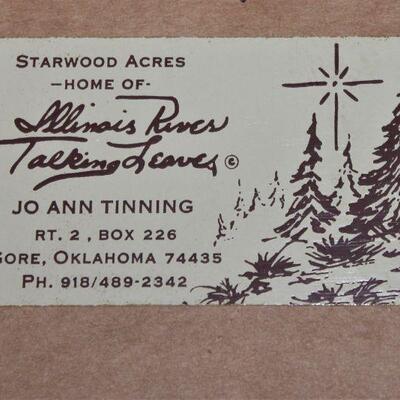 STARWOOD ACRES
—HOME OF-
Illinois River
Talking Leaves ©
JO ANN TINNING
RT. 2, BOX 226
GORE, OKLAHOMA 74435
PH. 918/489-2342